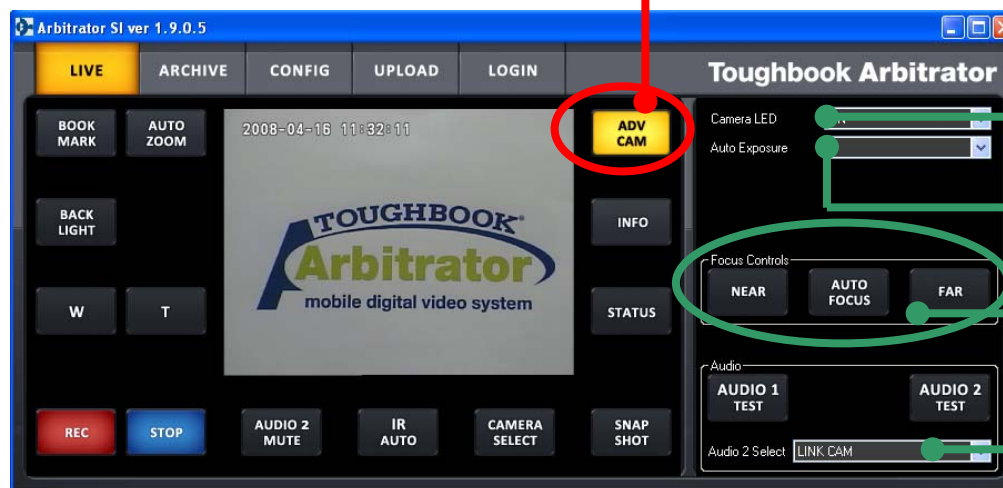 Arbitrator SI ver 1.9.0.5
LIVE ARCHIVE CONFIG UPLOAD LOGIN
Toughbook Arbitrator
BOOK MARK
AUTO ZOOM
2008-04-16 11:32:11
ADV CAM
Camera LED
Auto Exposure
BACK LIGHT
TOUGHBOOK
Arbitrator
mobile digital video system
INFO
Focus Controls
NEAR
AUTO FOCUS
FAR
W
T
STATUS
Audio
AUDIO 1 TEST
AUDIO 2 TEST
REC
STOP
AUDIO 2 MUTE
IR AUTO
CAMERA SELECT
SNAP SHOT
Audio 2 Select LINK CAM